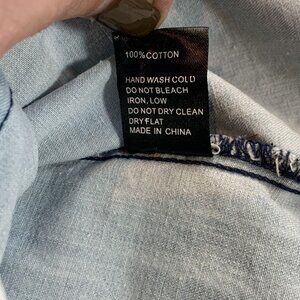 100%COTTON
HAND WASH COLD
DO NOT BLEACH
IRON, LOW
DO NOT DRY CLEAN
DRY FLAT
MADE IN CHINA